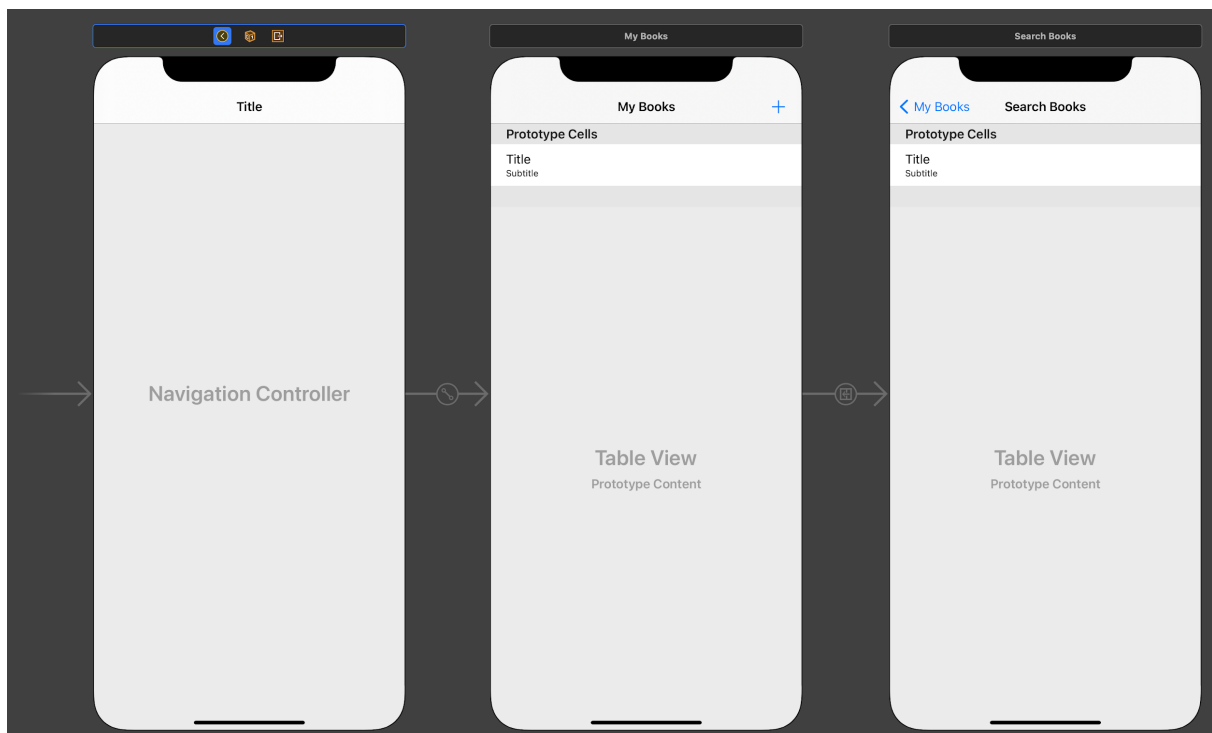 My Books
Search Books
Title
My Books
My Books
Search Books
Prototype Cells
Prototype Cells
Title
Subtitle
Title
Subtitle
Navigation Controller
Table View
Prototype Content
Table View
Prototype Content